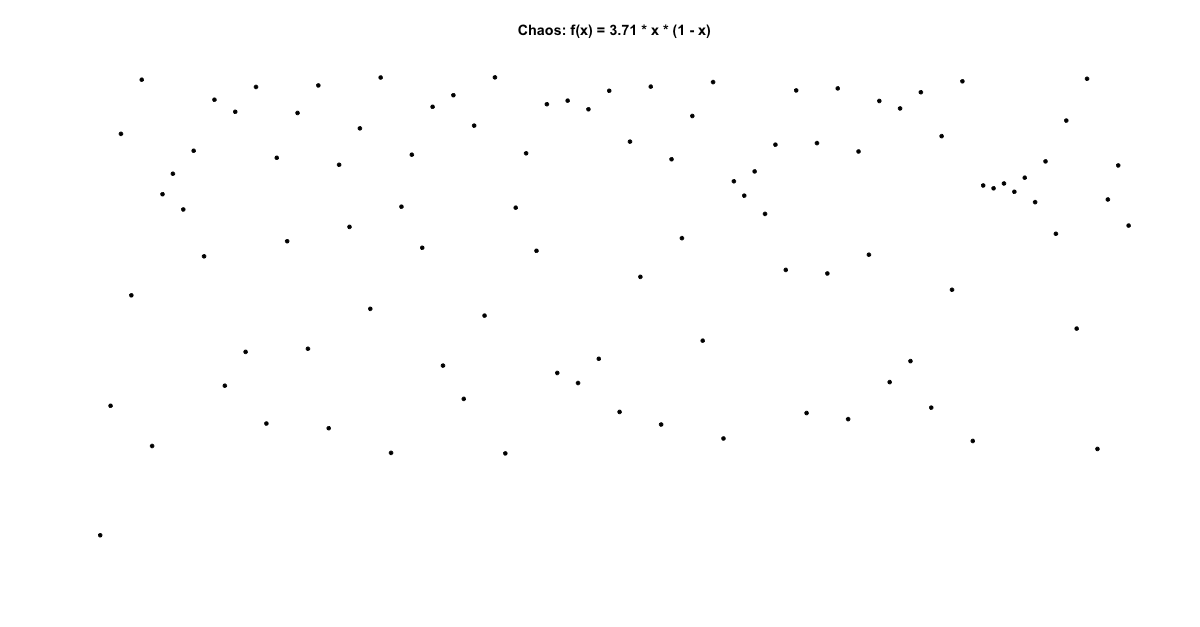 Chaos: f(x) = 3.71 * x * (1 - x)